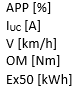 APP [%]
IUC [A]
V [km/h]
OM [Nm]
Ex50 [kWh]